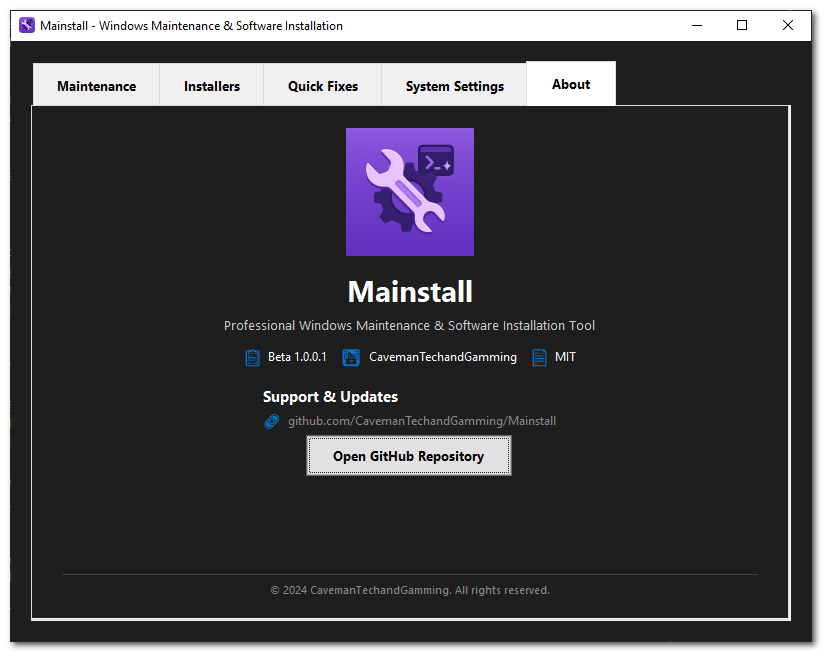 Mainstall - Windows Maintenance & Software Installation
Maintenance Installers Quick Fixes System Settings About
Mainstall
Professional Windows Maintenance & Software Installation Tool
Beta 1.0.0.1 CavemanTechandGamming MIT
Support & Updates
github.com/CavemanTechandGamming/Mainstall
Open GitHub Repository
© 2024 CavemanTechandGamming. All rights reserved.